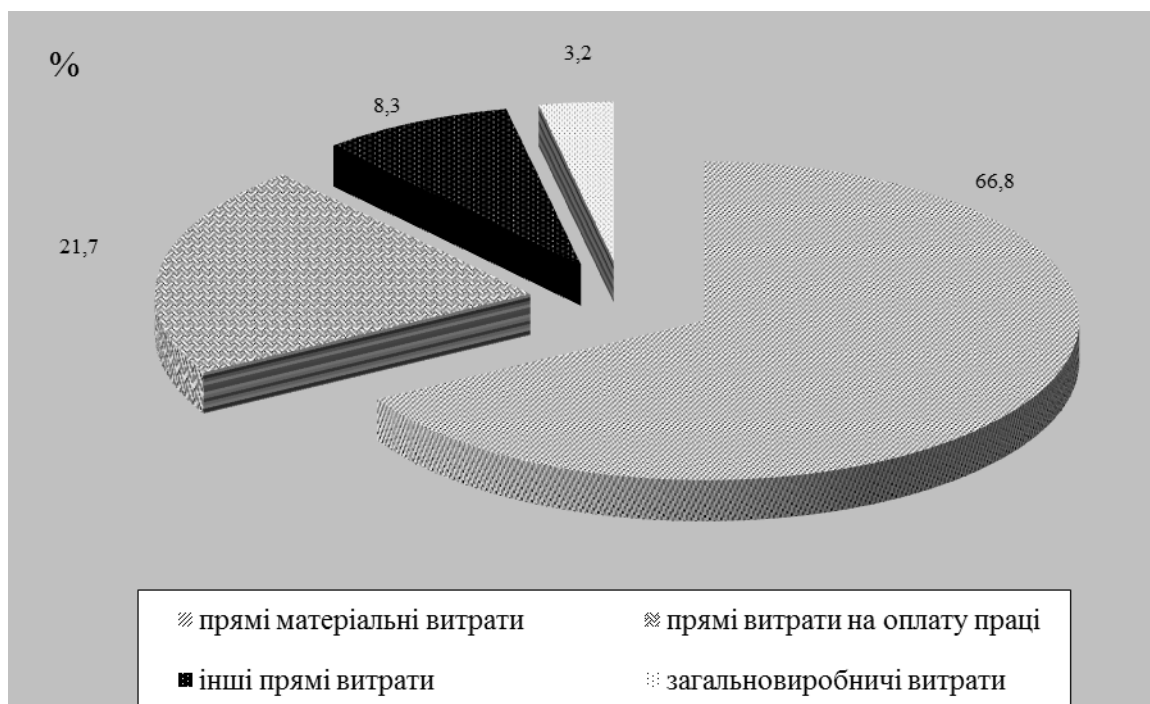 %
3,2
8,3
66,8
21,7
прямі матеріальні витрати
прямі витрати на оплату праці
інші прямі витрати
загальновиробничі витрати